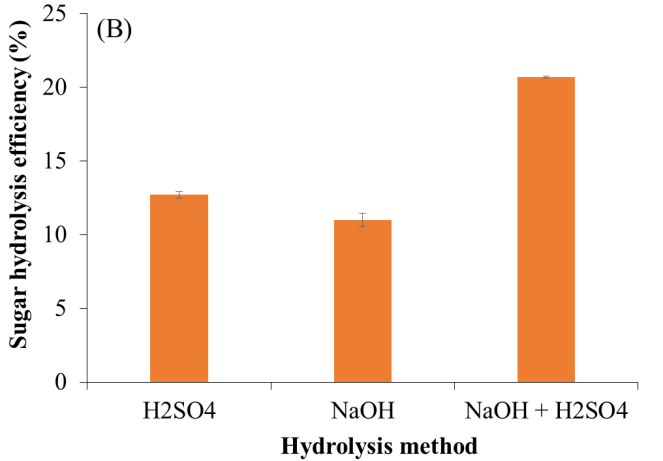 (B)
Sugar hydrolysis efficiency (%)
25
20
15
10
5
0
H2SO4
NaOH
NaOH + H2SO4
Hydrolysis method